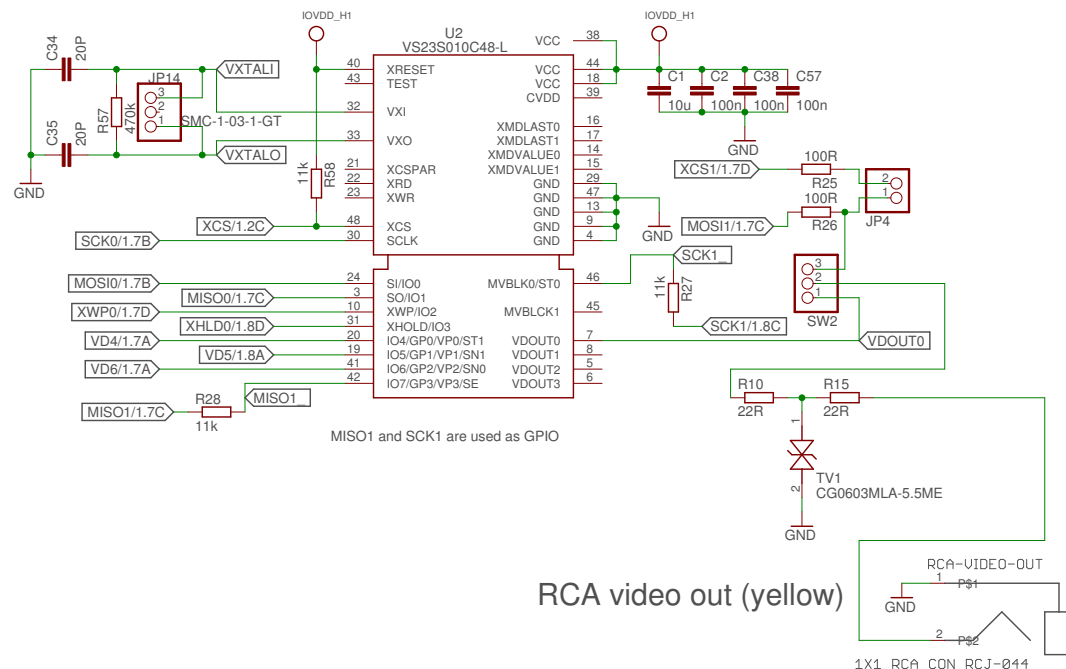 IOVDD_H1
IOVDD_H1
U2
VS23S010C48-L
C34
20P
VXTALI
JP14
R57
470k
3
2
1
SMC-1-03-1-GT
C35
20P
VXTALO
GND
11k
R58
XCS/1.2C
SCK0/1.7B
MOSI0/1.7B
MISO0/1.7C
XWP0/1.7D
XHLD0/1.8D
VD4/1.7A
VD5/1.8A
VD6/1.7A
MISO1/1.7C
R28
11k
MISO1_
40 XRESET
43 TEST
32 VXI
33 VXO
21 XCSPAR
22 XRD
23 XWR
48 XCS
30 SCLK
24 SI/IO0
3 SO/IO1
10 XWP/IO2
31 XHOLD/IO3
20 IO4/GP0/VP0/ST1
19 IO5/GP1/VP1/SN1
41 IO6/GP2/VP2/SN0
42 IO7/GP3/VP3/SE
VCC 38
VCC 44
VCC 18
CVDD 39
XMDLAST0 16
XMDLAST1 17
XMDVALUE0 14
XMDVALUE1 15
GND 29
GND 47
GND 13
GND 9
GND 4
MVBLK0/ST0 46
MVBLCK1 45
VDOUT0 7
VDOUT1 8
VDOUT2 5
VDOUT3 6
MISO1 and SCK1 are used as GPIO
C1
10u
C2
100n
C38
100n
C57
100n
GND
GND
XCS1/1.7D
100R
R25
MOSI1/1.7C
100R
R26
2
1
JP4
SCK1_
11k
R27
SCK1/1.8C
3
2
1
SW2
VDOUT0
R10
22R
R15
22R
1
2
TV1
CG0603MLA-5.5ME
GND
RCA video out (yellow)
RCA-VIDEO-OUT
1
P$1
GND
2
P$2
1X1 RCA CON RCJ-044